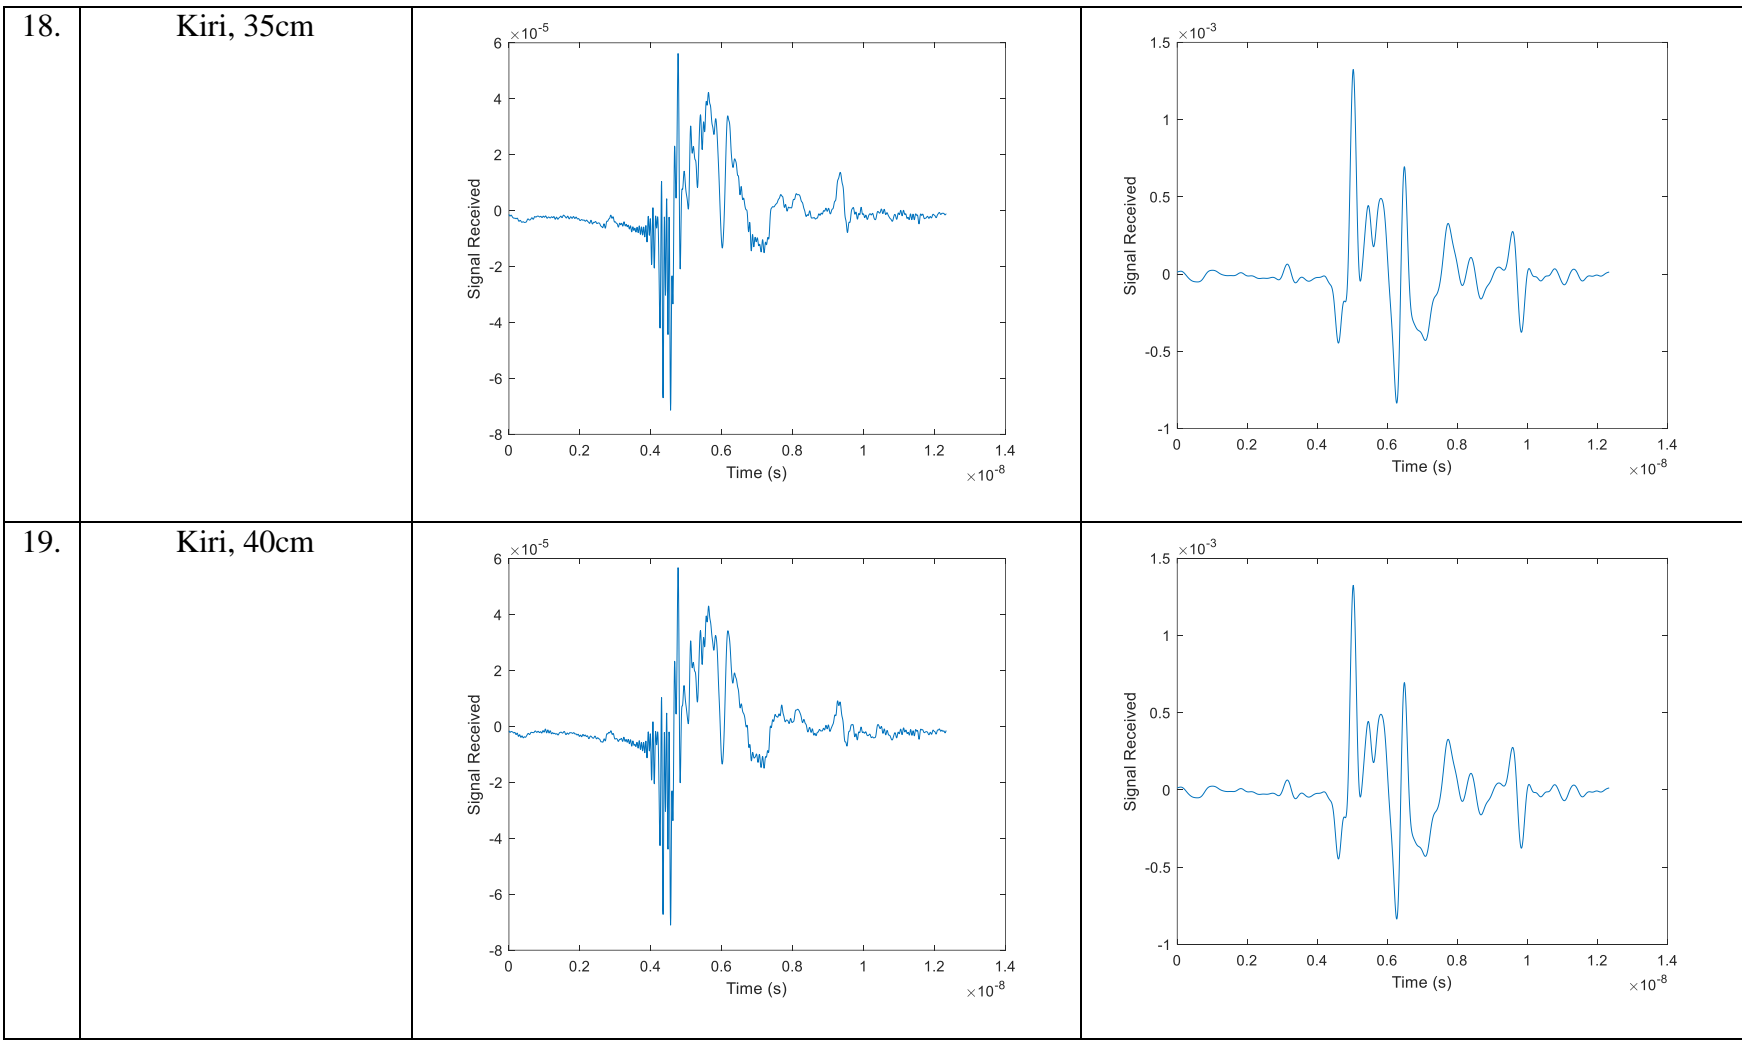 18.
Kiri, 35cm
×10-5
6
4
2
0
-2
-4
-6
-8
Signal Received
0 0.2 0.4 0.6 0.8 1 1.2 1.4
Time (s)
×10-8
×10-3
1.5
1
0.5
0
-0.5
-1
Signal Received
0 0.2 0.4 0.6 0.8 1 1.2 1.4
Time (s)
×10-8
19.
Kiri, 40cm
×10-5
6
4
2
0
-2
-4
-6
-8
Signal Received
0 0.2 0.4 0.6 0.8 1 1.2 1.4
Time (s)
×10-8
×10-3
1.5
1
0.5
0
-0.5
-1
Signal Received
0 0.2 0.4 0.6 0.8 1 1.2 1.4
Time (s)
×10-8